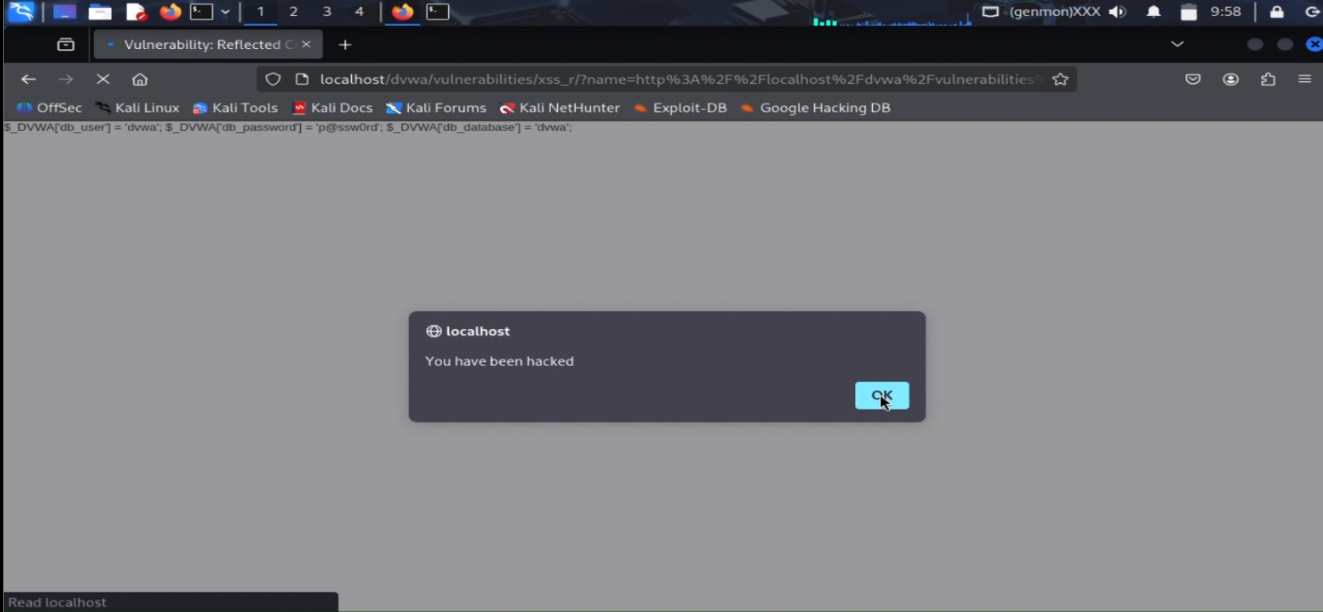 1 2 3 4 (genmon)XXX 9:58
Vulnerability: Reflected C
localhost/dvwa/vulnerabilities/xss_r/?name=http%3A%2F%2Flocalhost%2Fdvwa%2Fvulnerabilities%
OffSec Kali Linux Kali Tools Kali Docs Kali Forums Kali NetHunter Exploit-DB Google Hacking DB
$_DVWA['db_user'] = 'dvwa'; $_DVWA['db_password'] = 'p@ssw0rd'; $_DVWA['db_database'] = 'dvwa';
localhost
You have been hacked
OK
Read localhost